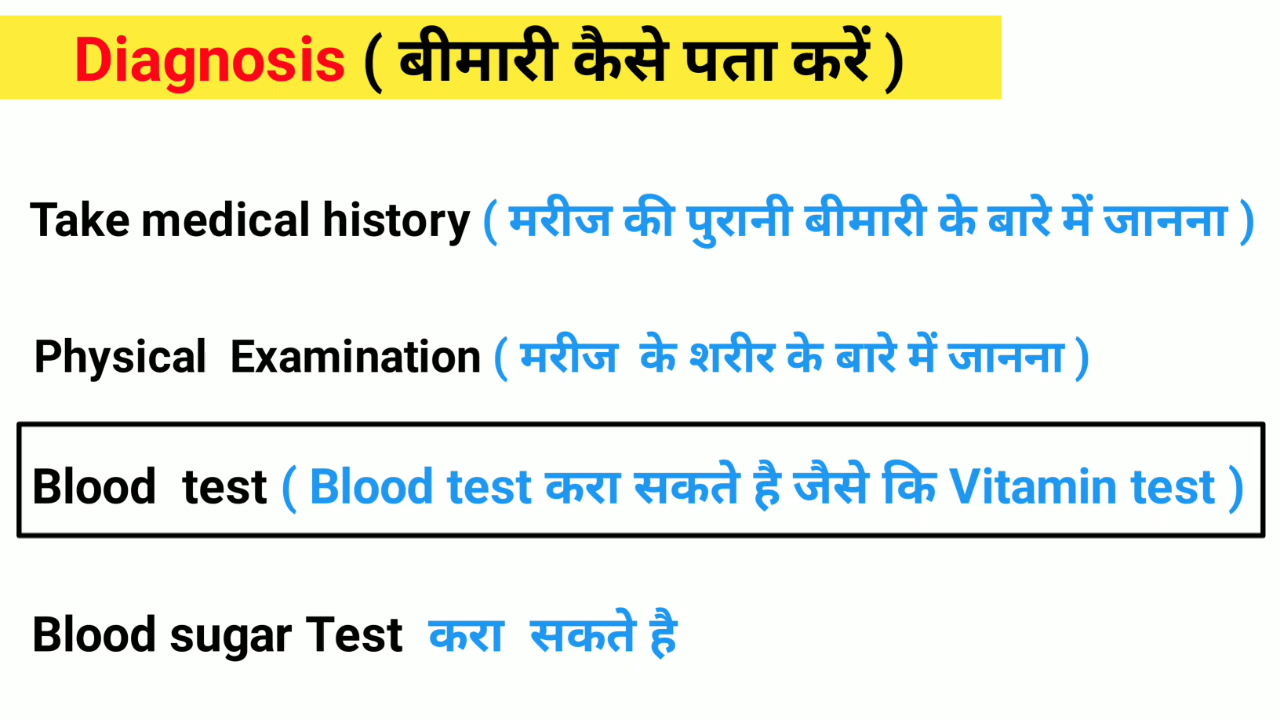 Diagnosis ( बीमारी कैसे पता करें )
Take medical history ( मरीज की पुरानी बीमारी के बारे में जानना )
Physical Examination ( मरीज के शरीर के बारे में जानना )
Blood test ( Blood test करा सकते है जैसे कि Vitamin test )
Blood sugar Test करा सकते है